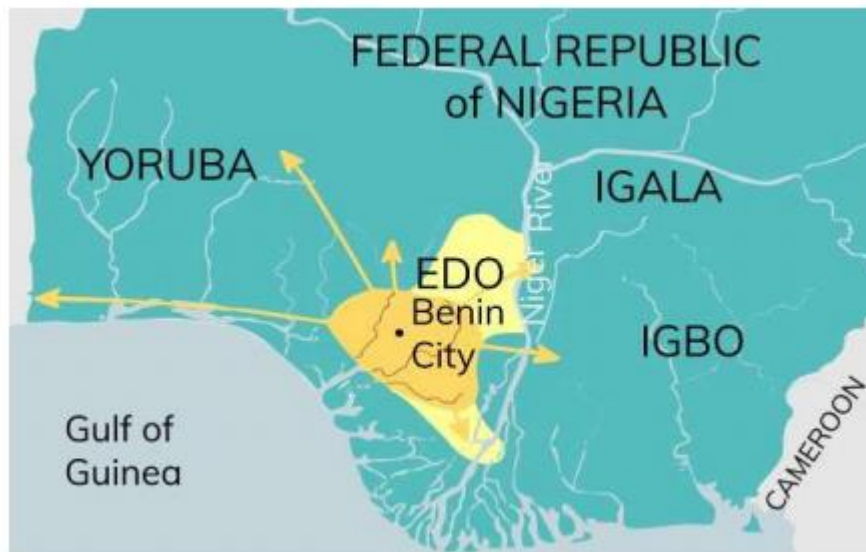 FEDERAL REPUBLIC
of NIGERIA
YORUBA
IGALA
Niger River
EDO
Benin
City
IGBO
Gulf of
Guinea
CAMEROON